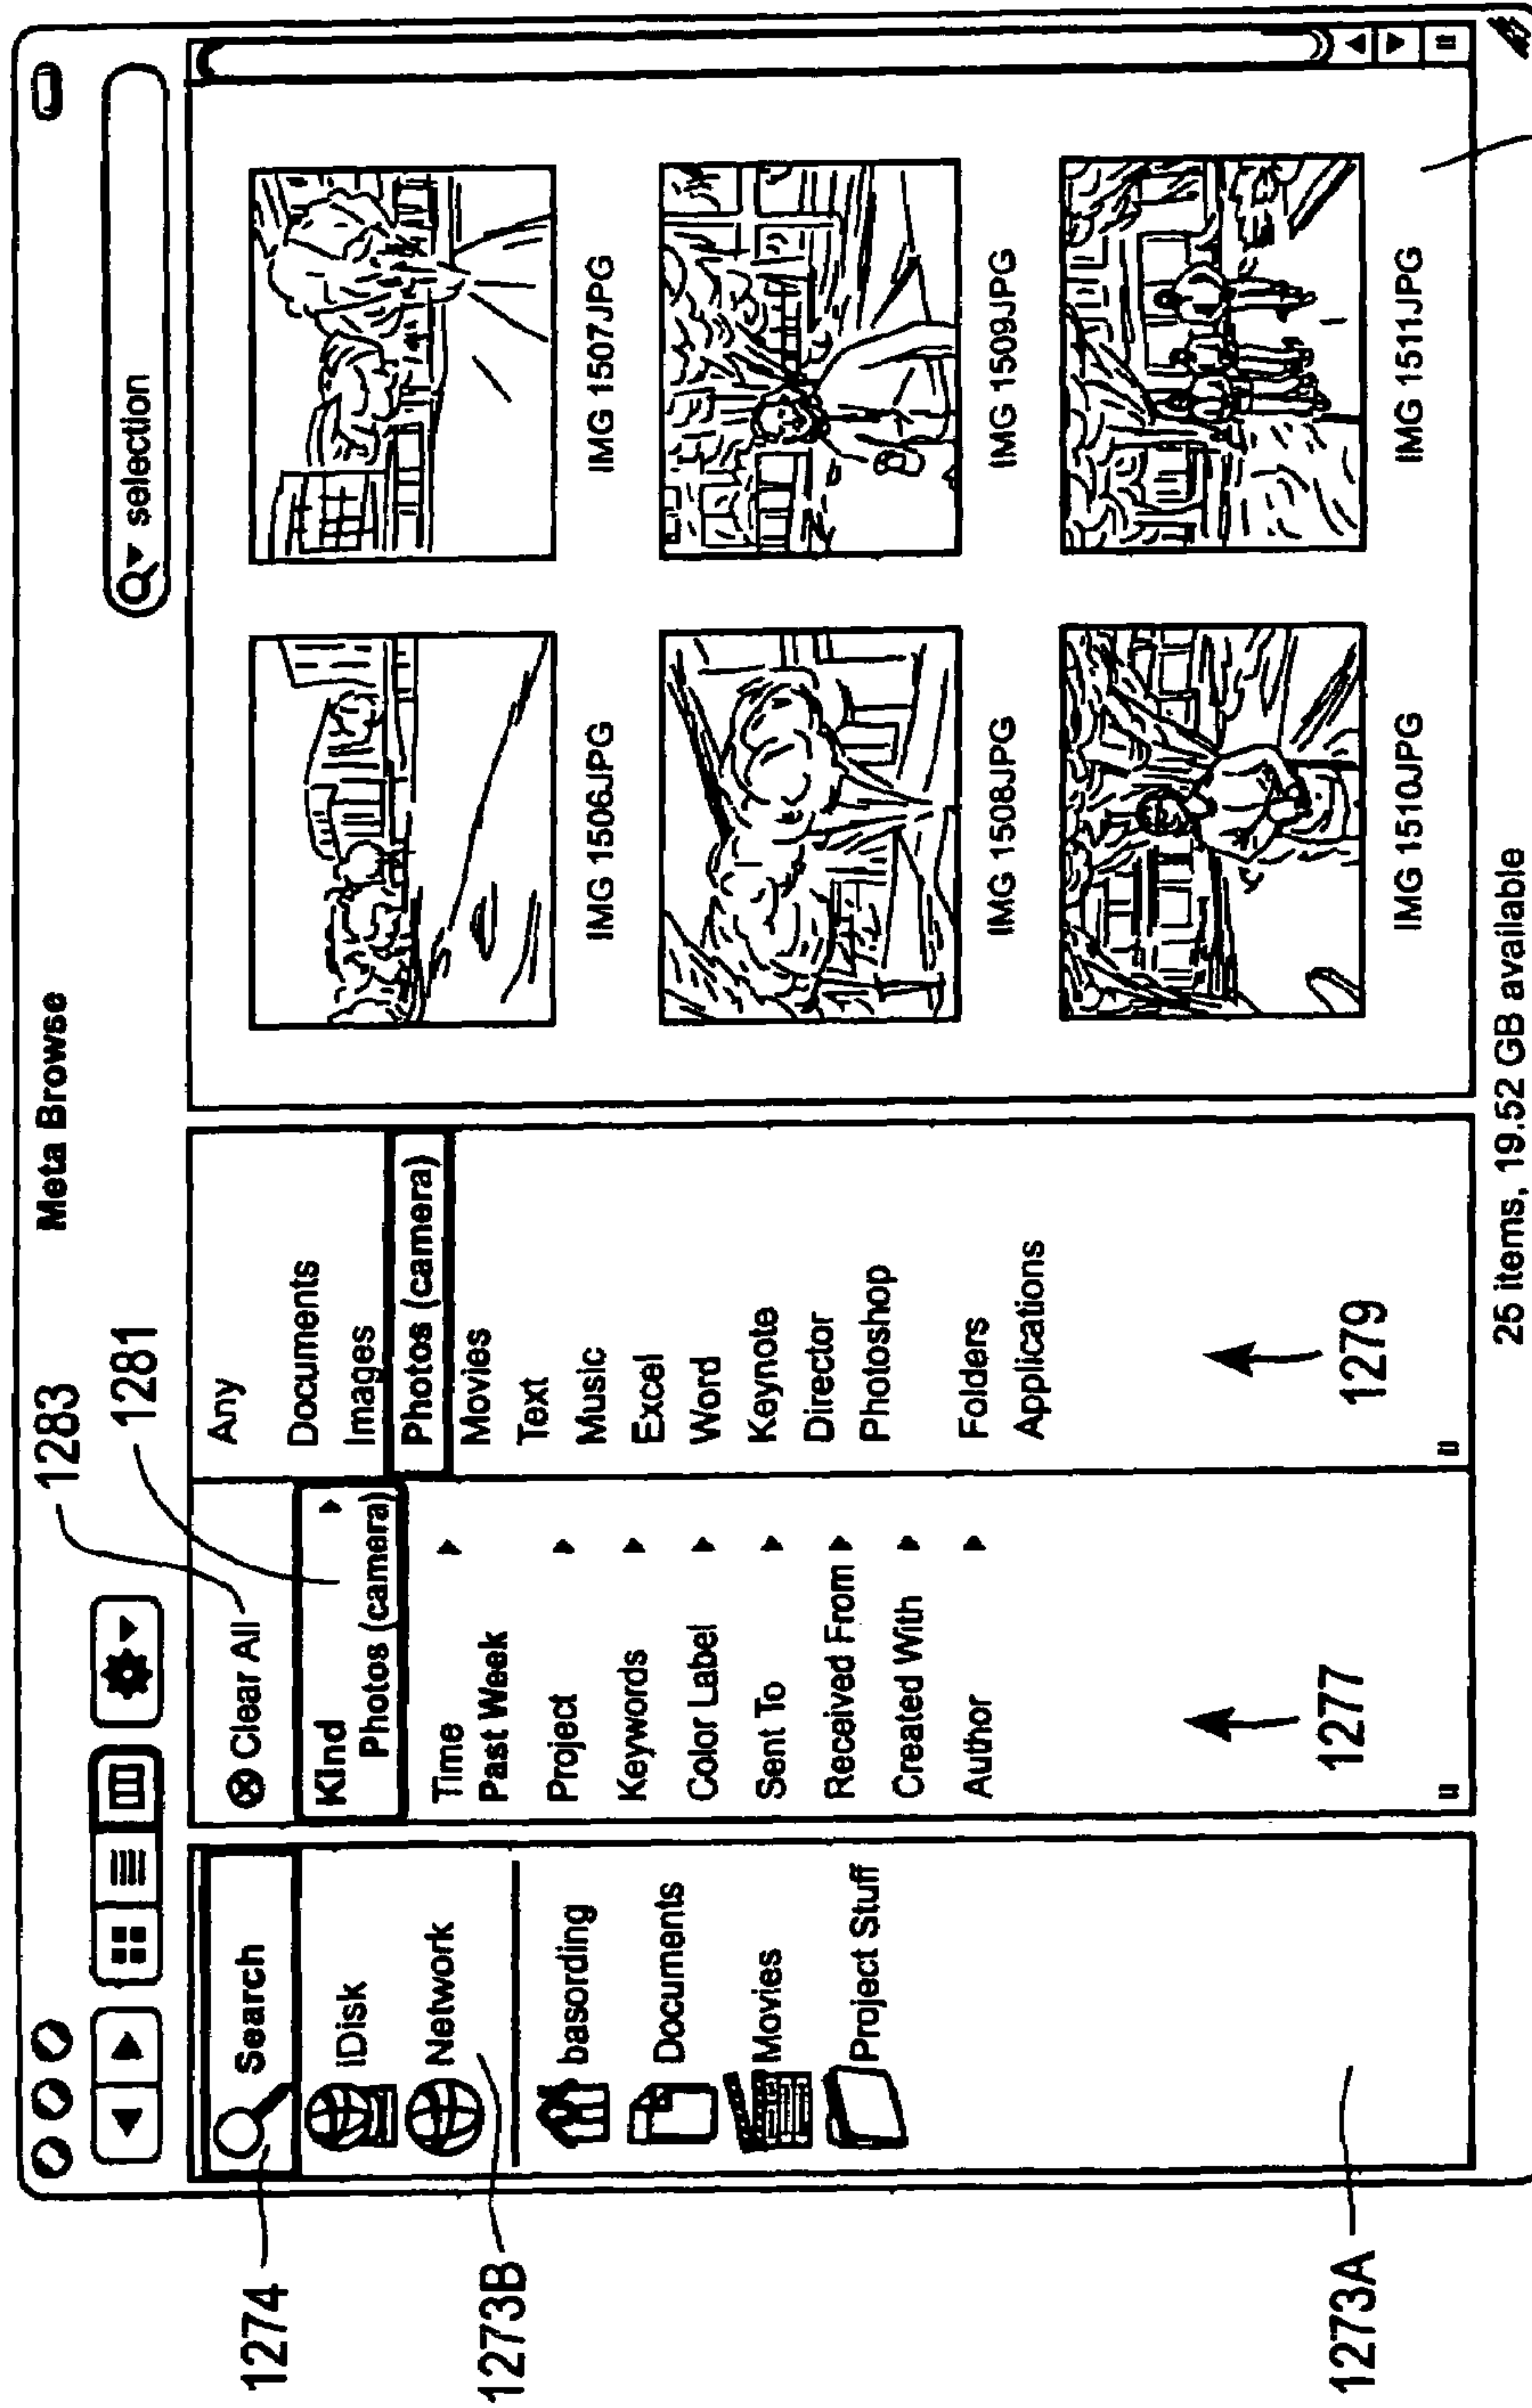 Meta Browse
selection
1283
1281
1274
1273B
1273A
Search
iDisk
Network
basording
Documents
Movies
Project Stuff
Clear All
Kind
Photos (camera)
Time
Past Week
Project
Keywords
Color Label
Sent To
Received From
Created With
Author
1277
Any
Documents
Images
Photos (camera)
Movies
Text
Music
Excel
Word
Keynote
Director
Photoshop
Folders
Applications
1279
IMG 1506JPG
IMG 1507JPG
IMG 1508JPG
IMG 1509JPG
IMG 1510JPG
IMG 1511JPG
25 items, 19.52 GB available